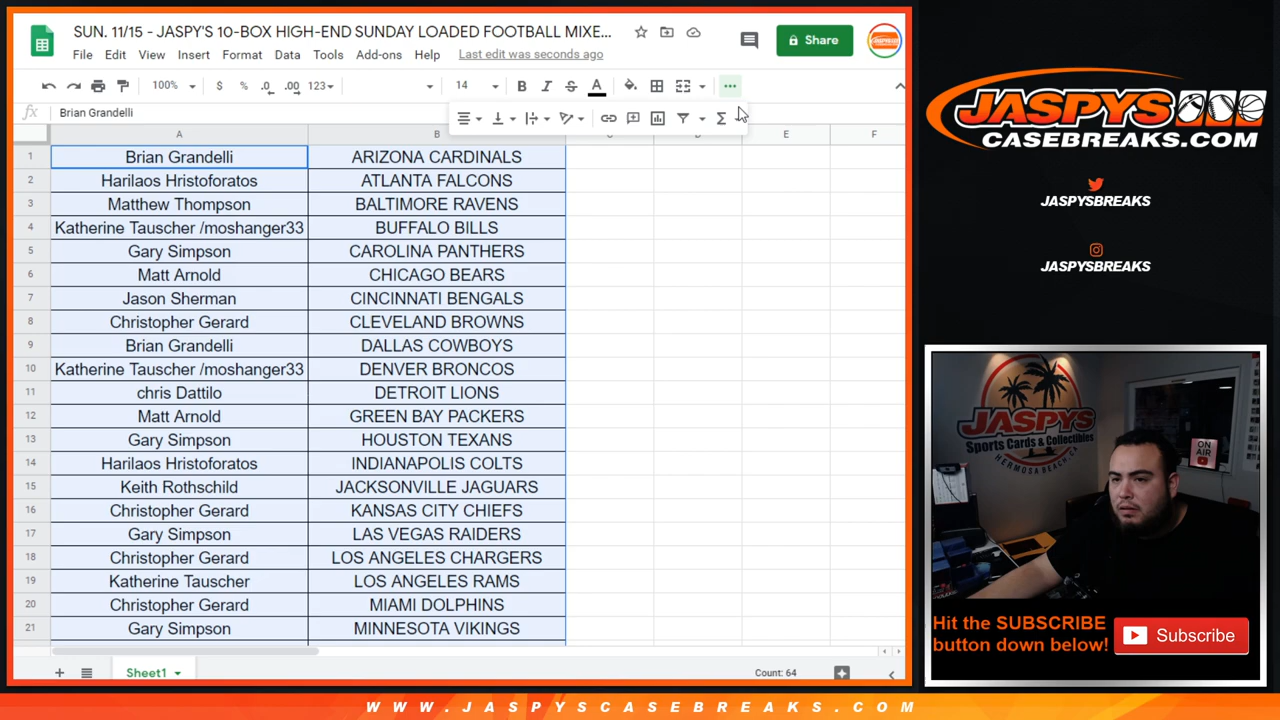 SUN. 11/15 - JASPY'S 10-BOX HIGH-END SUNDAY LOADED FOOTBALL MIXE...
Share
File Edit View Insert Format Data Tools Add-ons Help Last edit was seconds ago
100% $ % .0 .00 123 14 B I S A
fx Brian Grandelli
A B E F
1 Brian Grandelli ARIZONA CARDINALS
2 Harilaos Hristoforatos ATLANTA FALCONS
3 Matthew Thompson BALTIMORE RAVENS
4 Katherine Tauscher /moshanger33 BUFFALO BILLS
5 Gary Simpson CAROLINA PANTHERS
6 Matt Arnold CHICAGO BEARS
7 Jason Sherman CINCINNATI BENGALS
8 Christopher Gerard CLEVELAND BROWNS
9 Brian Grandelli DALLAS COWBOYS
10 Katherine Tauscher /moshanger33 DENVER BRONCOS
11 chris Dattilo DETROIT LIONS
12 Matt Arnold GREEN BAY PACKERS
13 Gary Simpson HOUSTON TEXANS
14 Harilaos Hristoforatos INDIANAPOLIS COLTS
15 Keith Rothschild JACKSONVILLE JAGUARS
16 Christopher Gerard KANSAS CITY CHIEFS
17 Gary Simpson LAS VEGAS RAIDERS
18 Christopher Gerard LOS ANGELES CHARGERS
19 Katherine Tauscher LOS ANGELES RAMS
20 Christopher Gerard MIAMI DOLPHINS
21 Gary Simpson MINNESOTA VIKINGS
Sheet1 Count: 64
JASPYS
CASEBREAKS.COM
JASPYSBREAKS
JASPYSBREAKS
JASPYS
Sports Cards & Collectibles
HERMOSA BEACH, CA
ON
AIR
Hit the SUBSCRIBE
button down below!
Subscribe
WWW.JASPYSCASEBREAKS.COM